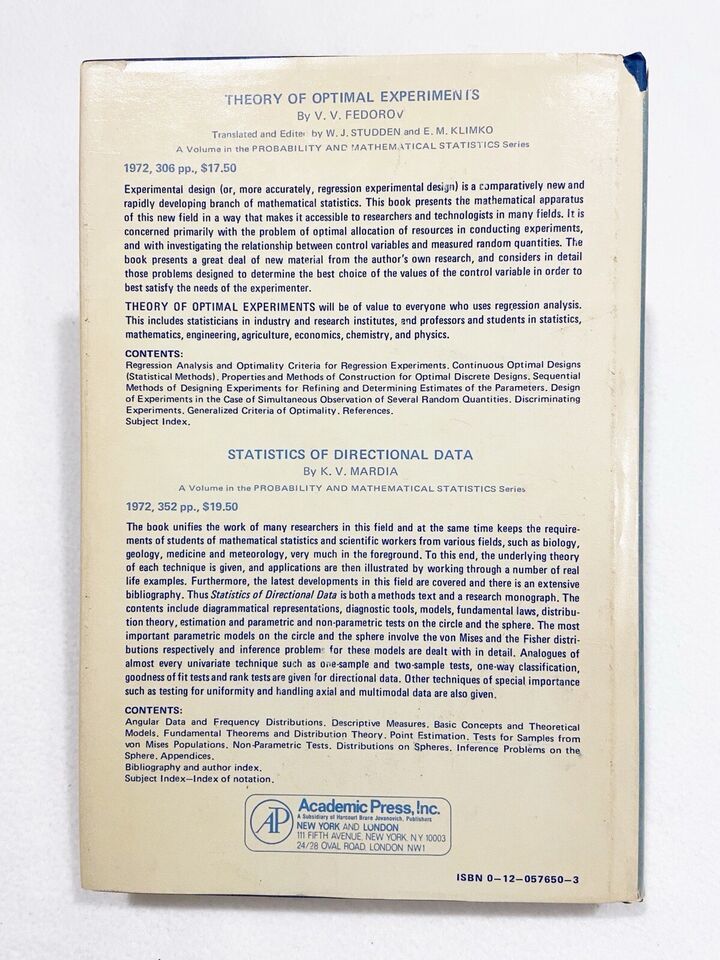 THEORY OF OPTIMAL EXPERIMENTS
By V. V. FEDOROV
Translated and Edited by W. J. STUDDEN and E. M. KLIMKO
A Volume in the PROBABILITY AND MATHEMATICAL STATISTICS Series
1972, 306 pp., $17.50
Experimental design (or, more accurately, regression experimental design) is a comparatively new and
rapidly developing branch of mathematical statistics. This book presents the mathematical apparatus
of this new field in a way that makes it accessible to researchers and technologists in many fields. It is
concerned primarily with the problem of optimal allocation of resources in conducting experiments,
and with investigating the relationship between control variables and measured random quantities. The
book presents a great deal of new material from the author's own research, and considers in detail
those problems designed to determine the best choice of the values of the control variable in order to
best satisfy the needs of the experimenter.
THEORY OF OPTIMAL EXPERIMENTS will be of value to everyone who uses regression analysis.
This includes statisticians in industry and research institutes, and professors and students in statistics,
mathematics, engineering, agriculture, economics, chemistry, and physics.
CONTENTS:
Regression Analysis and Optimality Criteria for Regression Experiments. Continuous Optimal Designs
(Statistical Methods). Properties and Methods of Construction for Optimal Discrete Designs. Sequential
Methods of Designing Experiments for Refining and Determining Estimates of the Parameters. Design
of Experiments in the Case of Simultaneous Observation of Several Random Quantities. Discriminating
Experiments. Generalized Criteria of Optimality. References.
Subject Index.
STATISTICS OF DIRECTIONAL DATA
By K. V. MARDIA
A Volume in the PROBABILITY AND MATHEMATICAL STATISTICS Series
1972, 352 pp., $19.50
The book unifies the work of many researchers in this field and at the same time keeps the require-
ments of students of mathematical statistics and scientific workers from various fields, such as biology,
geology, medicine and meteorology, very much in the foreground. To this end, the underlying theory
of each technique is given, and applications are then illustrated by working through a number of real
life examples. Furthermore, the latest developments in this field are covered and there is an extensive
bibliography. Thus Statistics of Directional Data is both a methods text and a research monograph. The
contents include diagrammatical representations, diagnostic tools, models, fundamental laws, distribu-
tion theory, estimation and parametric and non-parametric tests on the circle and the sphere. The most
important parametric models on the circle and the sphere involve the von Mises and the Fisher distri-
butions respectively and inference problems for these models are dealt with in detail. Analogues of
almost every univariate technique such as one-sample and two-sample tests, one-way classification,
goodness of fit tests and rank tests are given for directional data. Other techniques of special importance
such as testing for uniformity and handling axial and multimodal data are also given.
CONTENTS:
Angular Data and Frequency Distributions. Descriptive Measures. Basic Concepts and Theoretical
Models. Fundamental Theorems and Distribution Theory. Point Estimation. Tests for Samples from
von Mises Populations. Non-Parametric Tests. Distributions on Spheres. Inference Problems on the
Sphere. Appendices.
Bibliography and author index.
Subject Index—Index of notation.
AP
Academic Press, Inc.
A Subsidiary of Harcourt Brace Jovanovich, Publishers
NEW YORK AND LONDON
111 FIFTH AVENUE, NEW YORK, N.Y. 10003
24/28 OVAL ROAD, LONDON NW1
ISBN 0-12-057650-3